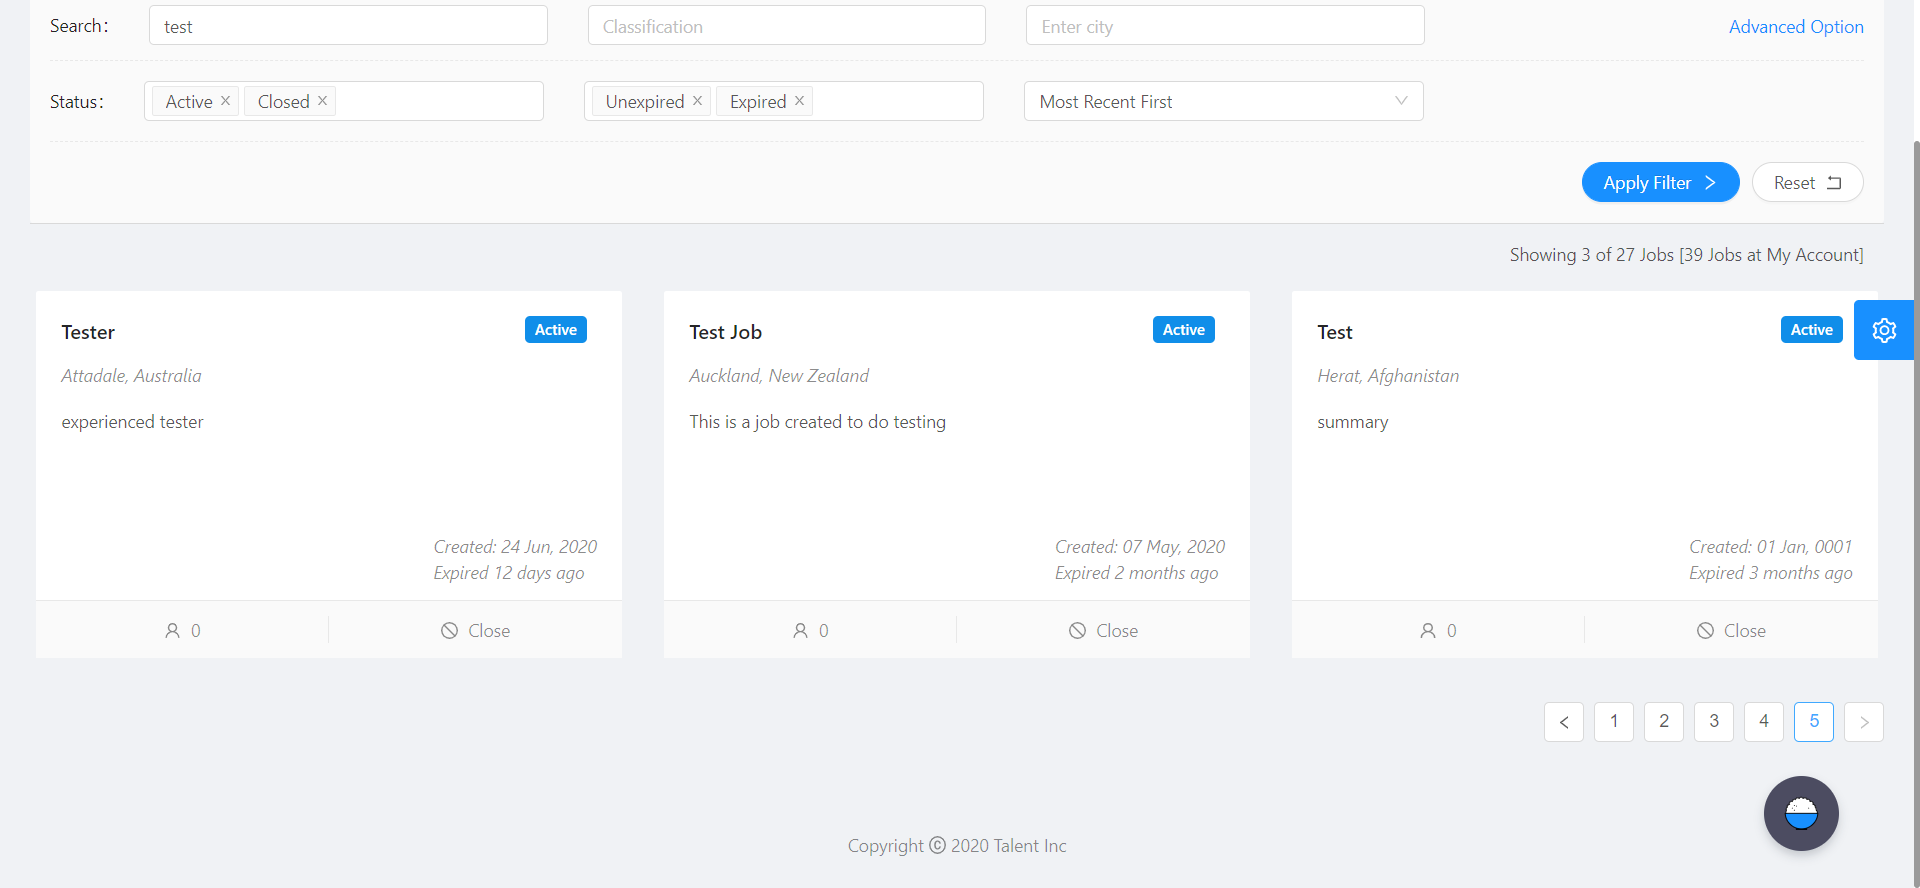 Search: test Classification Enter city Advanced Option
Status: Active Closed Unexpired Expired Most Recent First
Apply Filter Reset
Showing 3 of 27 Jobs [39 Jobs at My Account]
Tester Active
Attadale, Australia
experienced tester
Created: 24 Jun, 2020
Expired 12 days ago
0 Close
Test Job Active
Auckland, New Zealand
This is a job created to do testing
Created: 07 May, 2020
Expired 2 months ago
0 Close
Test Active
Herat, Afghanistan
summary
Created: 01 Jan, 0001
Expired 3 months ago
0 Close
< 1 2 3 4 5 >
Copyright © 2020 Talent Inc